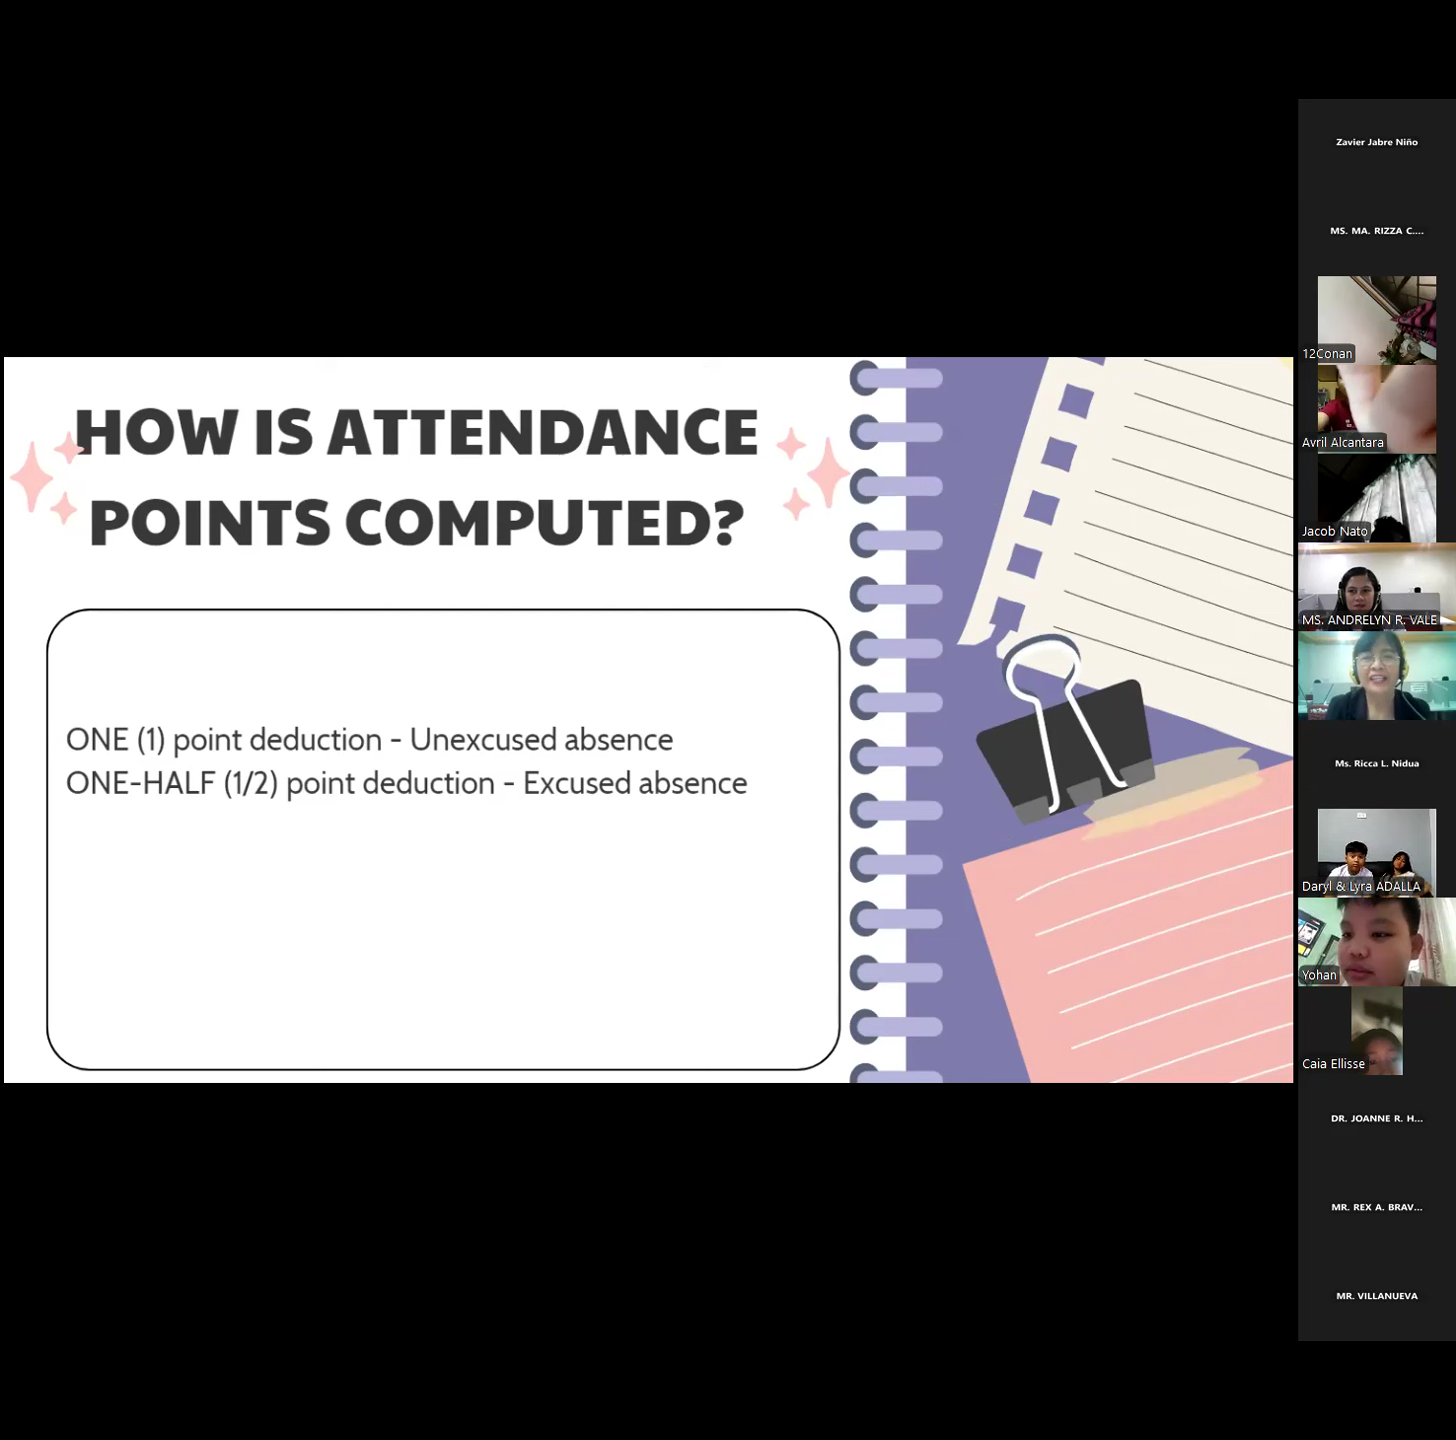 HOW IS ATTENDANCE
POINTS COMPUTED?
ONE (1) point deduction - Unexcused absence
ONE-HALF (1/2) point deduction - Excused absence
Zavier Jabre Niño
MS. MA. RIZZA C....
12Conan
Avril Alcantara
Jacob Nato
MS. ANDRELYN R. VALE
Ms. Ricca L. Nidua
Daryl & Lyra ADALLA
Yohan
Caia Ellisse
DR. JOANNE R. H...
MR. REX A. BRAV...
MR. VILLANUEVA